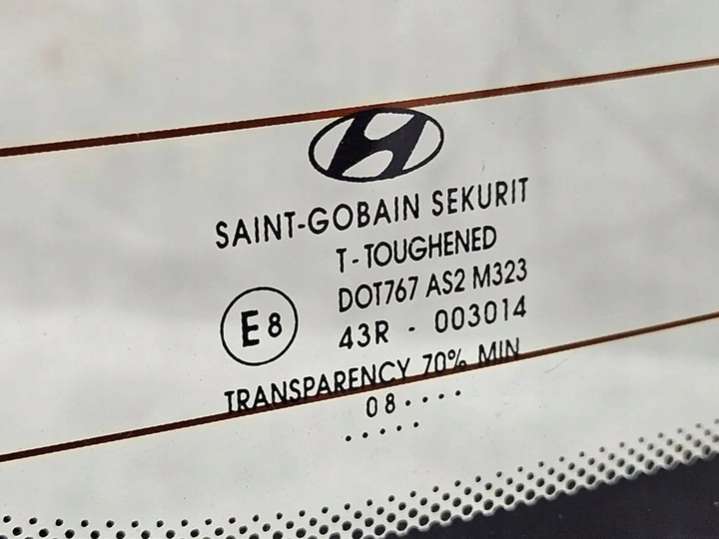 SAINT-GOBAIN SEKURIT
T-TOUGHENED
DOT767 AS2 M323
E8
43R - 003014
TRANSPARENCY 70% MIN
08....
.....